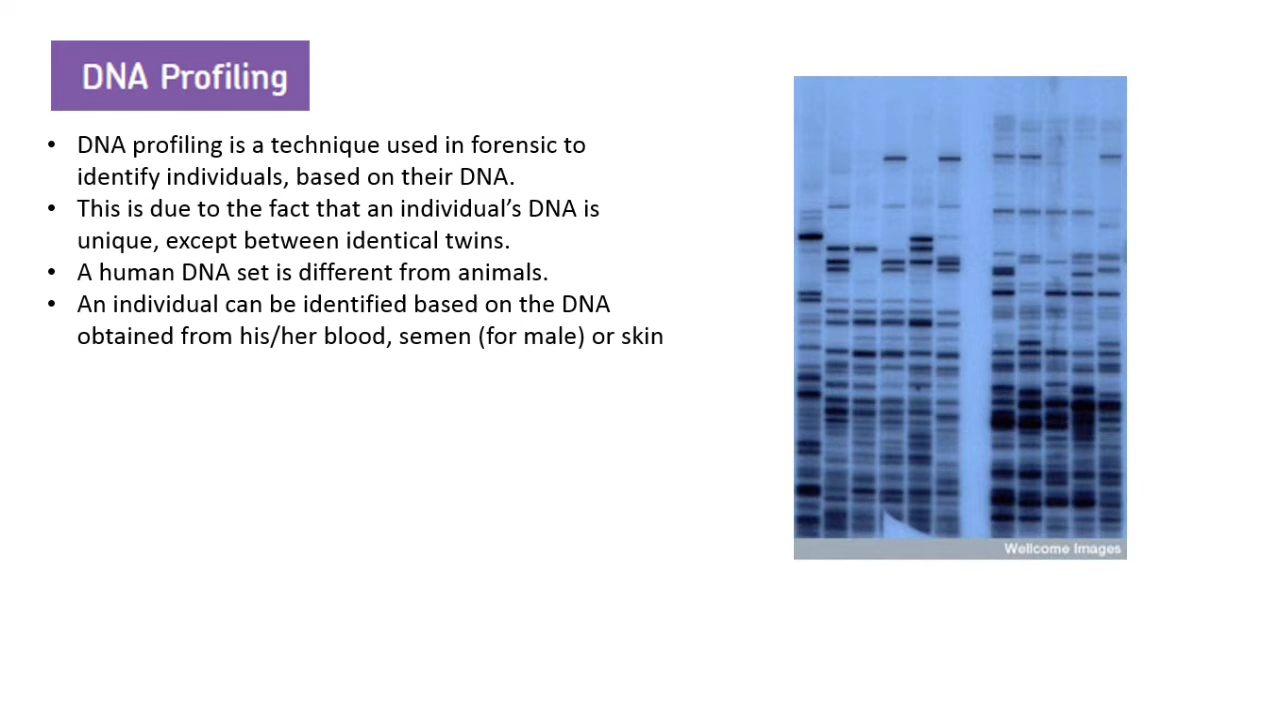 DNA Profiling
• DNA profiling is a technique used in forensic to
identify individuals, based on their DNA.
• This is due to the fact that an individual’s DNA is
unique, except between identical twins.
• A human DNA set is different from animals.
• An individual can be identified based on the DNA
obtained from his/her blood, semen (for male) or skin
Wellcome Images